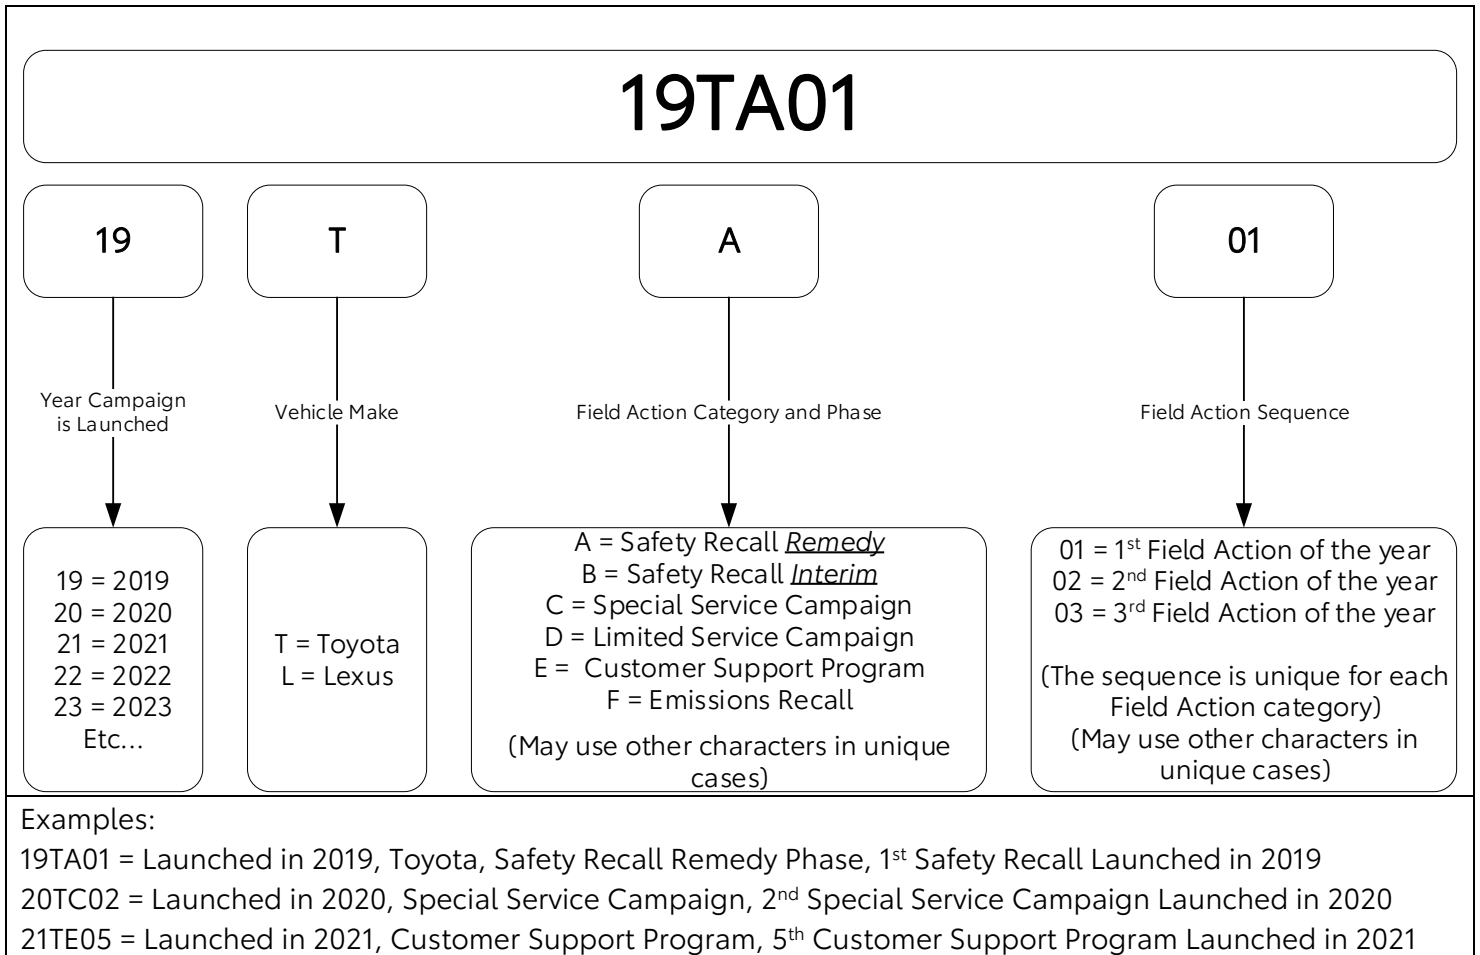 19TA01
19
T
A
01
Year Campaign
is Launched
Vehicle Make
Field Action Category and Phase
Field Action Sequence
19 = 2019
20 = 2020
21 = 2021
22 = 2022
23 = 2023
Etc...
T = Toyota
L = Lexus
A = Safety Recall Remedy
B = Safety Recall Interim
C = Special Service Campaign
D = Limited Service Campaign
E =  Customer Support Program
F = Emissions Recall
(May use other characters in unique
cases)
01 = 1st Field Action of the year
02 = 2nd Field Action of the year
03 = 3rd Field Action of the year
(The sequence is unique for each
Field Action category)
(May use other characters in
unique cases)
Examples:
19TA01 = Launched in 2019, Toyota, Safety Recall Remedy Phase, 1st Safety Recall Launched in 2019
20TC02 = Launched in 2020, Special Service Campaign, 2nd Special Service Campaign Launched in 2020
21TE05 = Launched in 2021, Customer Support Program, 5th Customer Support Program Launched in 2021